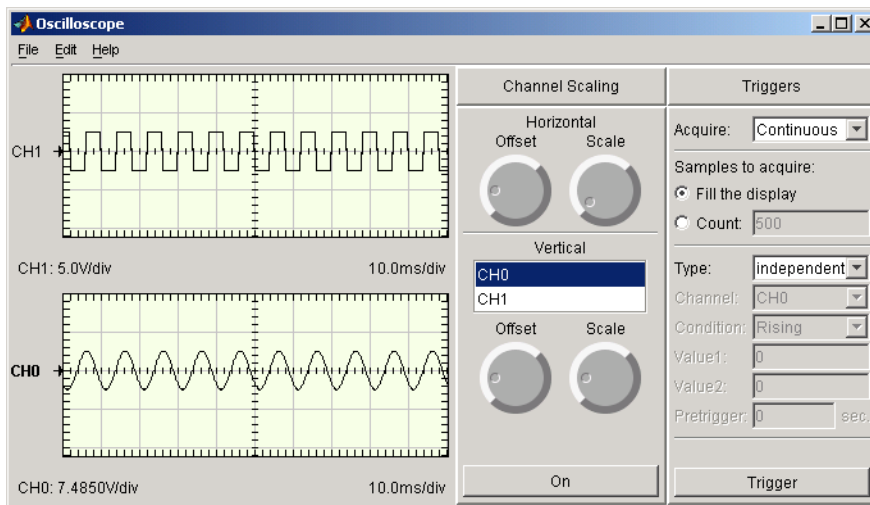 Oscilloscope
File Edit Help
CH1
CH1: 5.0V/div 10.0ms/div
CH0
CH0: 7.4850V/div 10.0ms/div
Channel Scaling
Horizontal
Offset Scale
Vertical
CH0
CH1
Offset Scale
On
Triggers
Acquire: Continuous
Samples to acquire:
Fill the display
Count: 500
Type: independent
Channel: CH0
Condition: Rising
Value1: 0
Value2: 0
Pretrigger: 0 sec.
Trigger